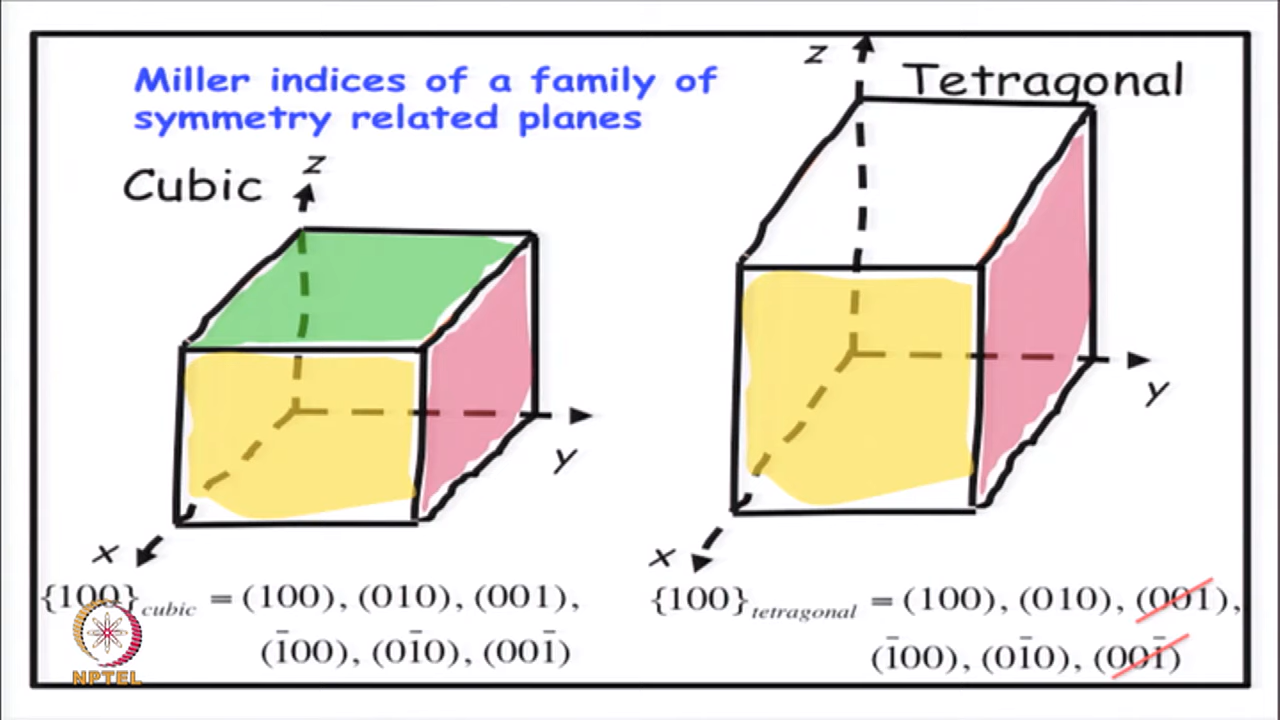 Miller indices of a family of
symmetry related planes
Cubic
z
y
x
Tetragonal
z
y
x
{100}cubic = (100), (010), (001),
(1̄00), (01̄0), (001̄)
{100}tetragonal = (100), (010), (001),
(1̄00), (01̄0), (001̄)
NPTEL